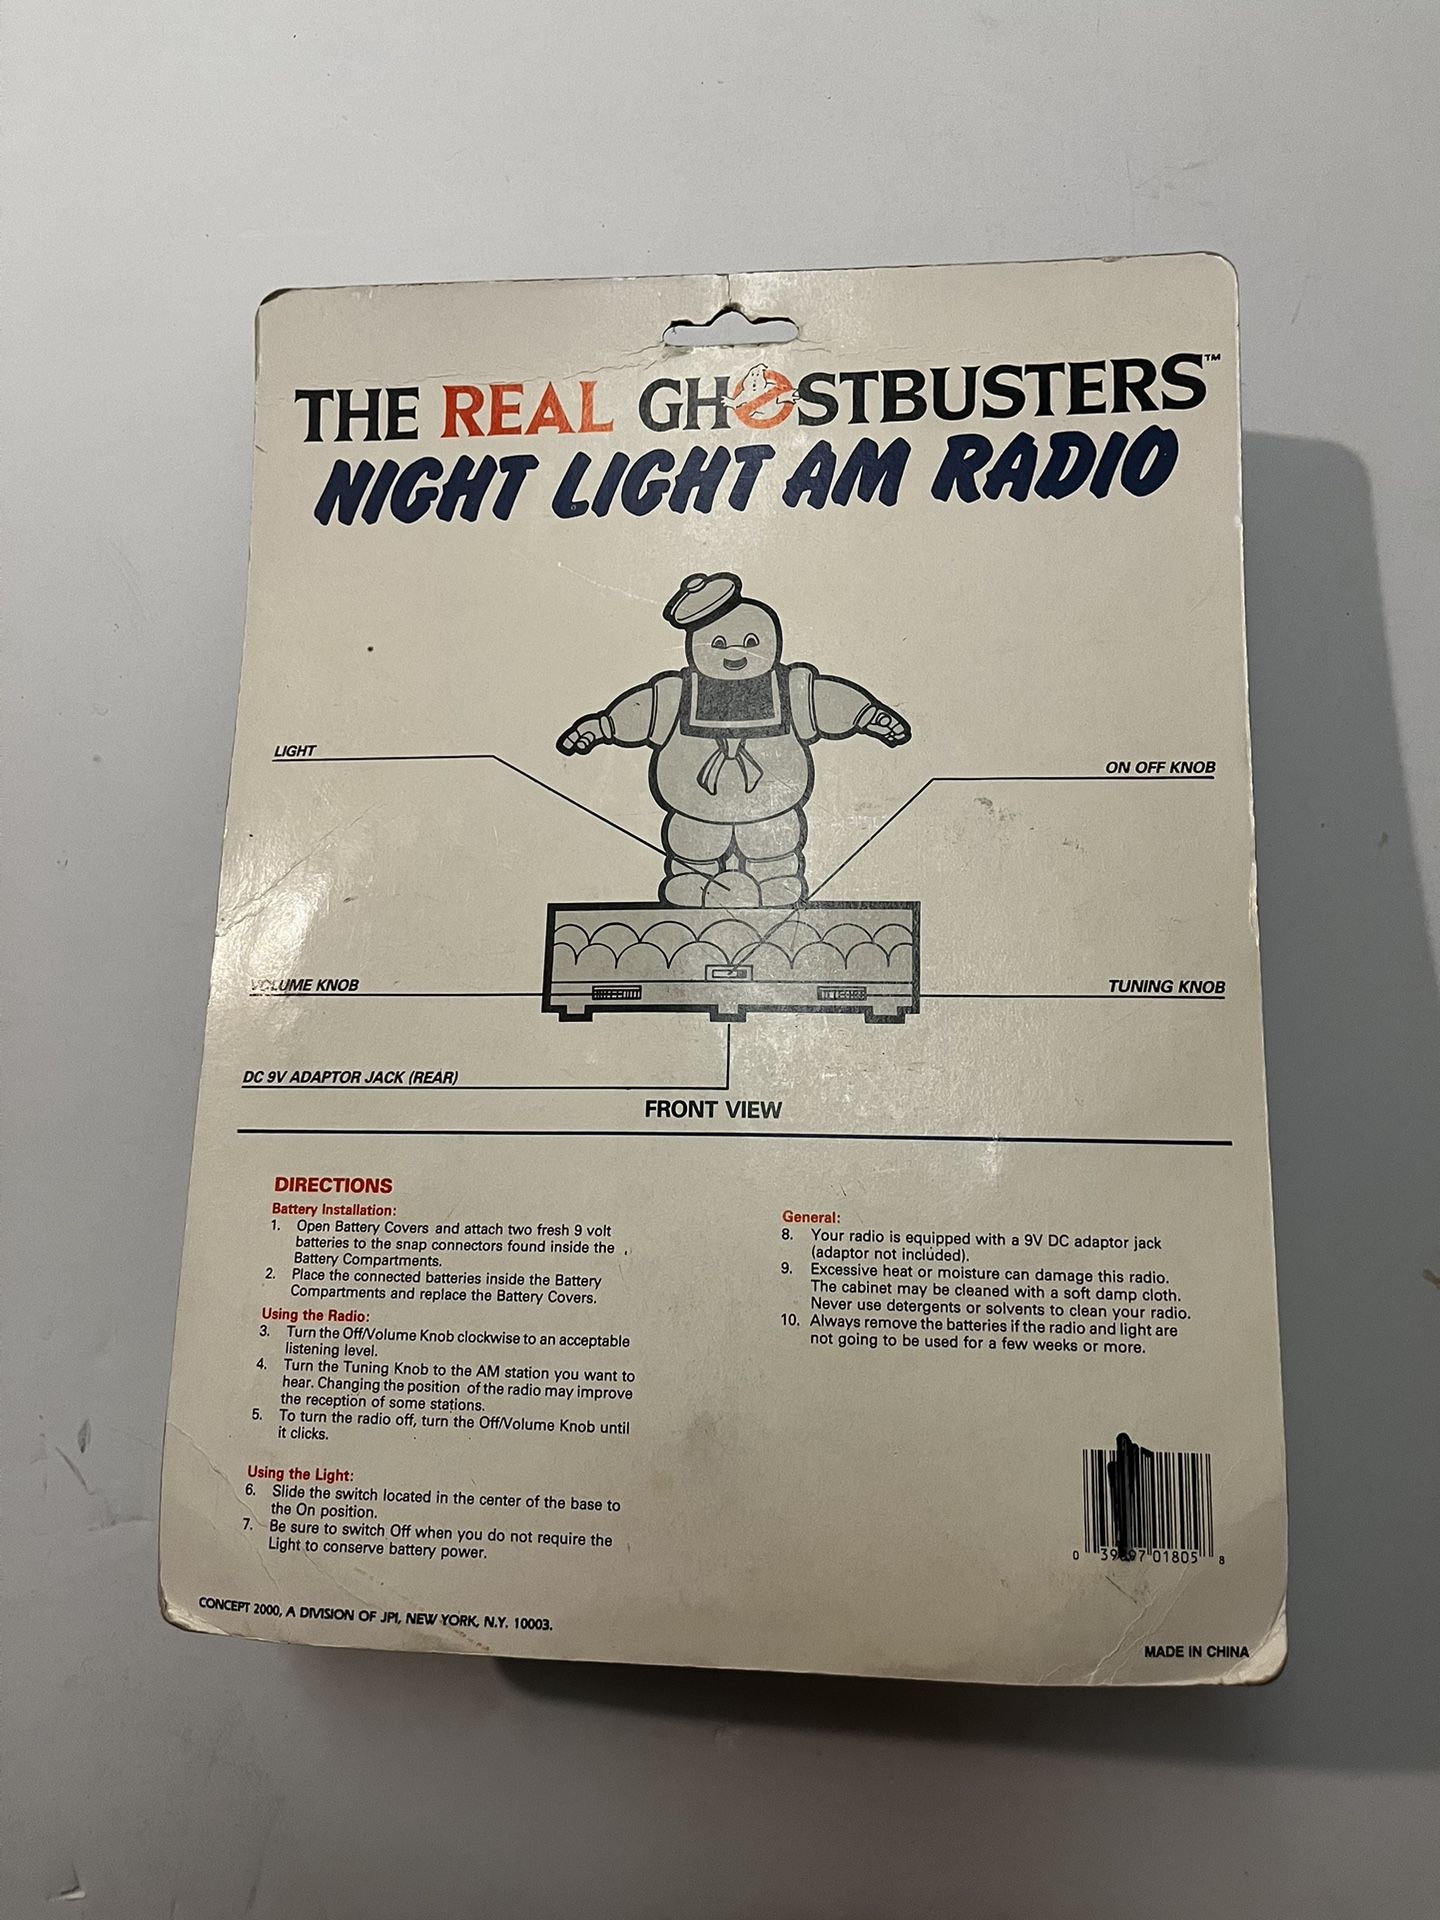 THE REAL GHOSTBUSTERS™
NIGHT LIGHT AM RADIO
LIGHT
ON OFF KNOB
VOLUME KNOB
TUNING KNOB
DC 9V ADAPTOR JACK (REAR)
FRONT VIEW
DIRECTIONS
Battery Installation:
1. Open Battery Covers and attach two fresh 9 volt
batteries to the snap connectors found inside the
Battery Compartments.
2. Place the connected batteries inside the Battery
Compartments and replace the Battery Covers.
Using the Radio:
3. Turn the Off/Volume Knob clockwise to an acceptable
listening level.
4. Turn the Tuning Knob to the AM station you want to
hear. Changing the position of the radio may improve
the reception of some stations.
5. To turn the radio off, turn the Off/Volume Knob until
it clicks.
Using the Light:
6. Slide the switch located in the center of the base to
the On position.
7. Be sure to switch Off when you do not require the
Light to conserve battery power.
General:
8. Your radio is equipped with a 9V DC adaptor jack
(adaptor not included).
9. Excessive heat or moisture can damage this radio.
The cabinet may be cleaned with a soft damp cloth.
Never use detergents or solvents to clean your radio.
10. Always remove the batteries if the radio and light are
not going to be used for a few weeks or more.
0 01805 8
CONCEPT 2000, A DIVISION OF JPI, NEW YORK, N.Y. 10003.
MADE IN CHINA